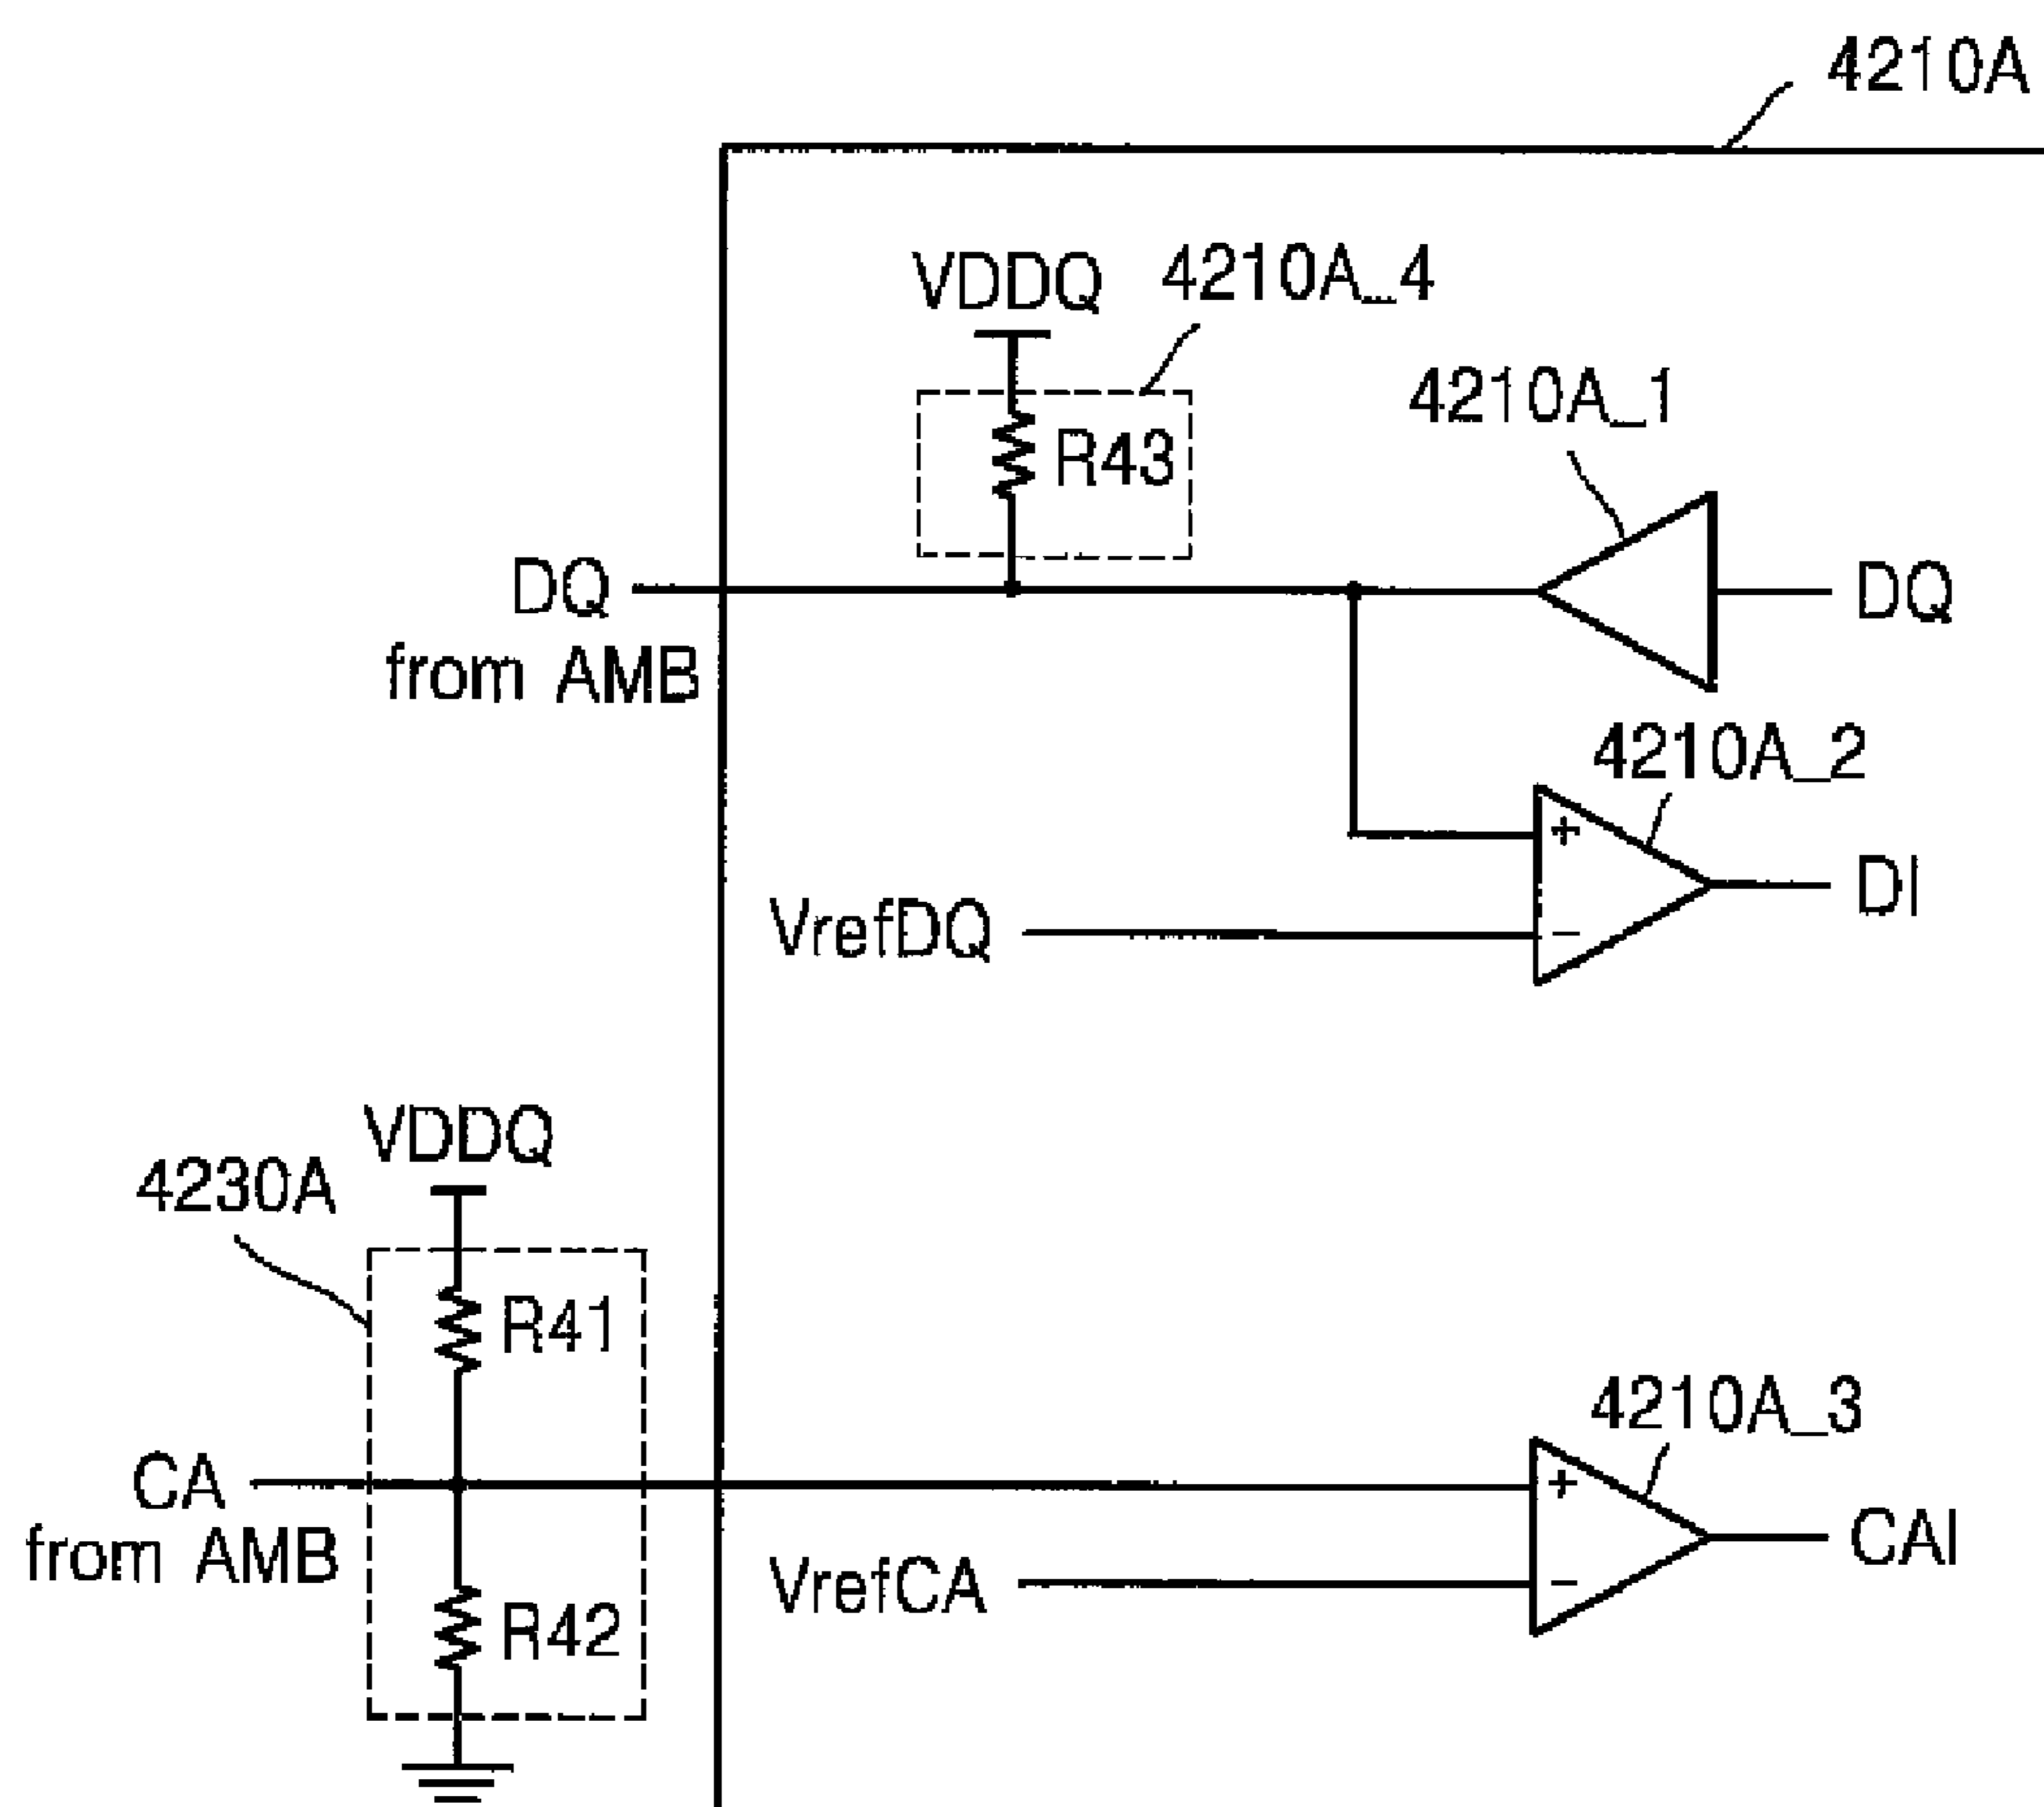 4210A
VDDQ
4210A_4
4210A_1
R43
DQ
from AMB
DQ
4210A_2
+
DI
VrefDQ
−
VDDQ
4230A
R41
4210A_3
CA
from AMB
+
CAI
VrefCA
−
R42